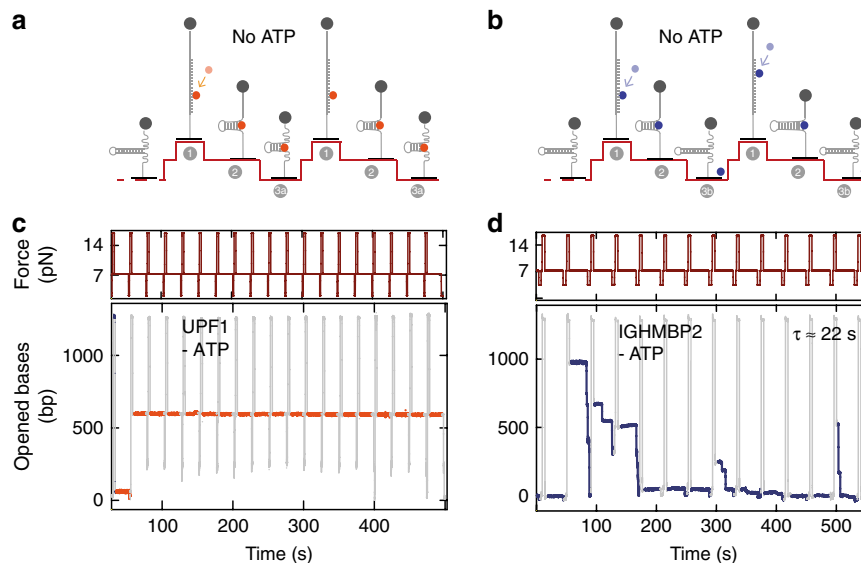 a
No ATP
1
2
3a
1
2
3a
b
No ATP
1
2
3b
1
2
3b
c
Force
(pN)
14
7
UPF1
- ATP
Opened bases
(bp)
1000
500
0
100 200 300 400
Time (s)
d
14
7
IGHMBP2
- ATP
τ ≈ 22 s
1000
500
0
100 200 300 400 500
Time (s)